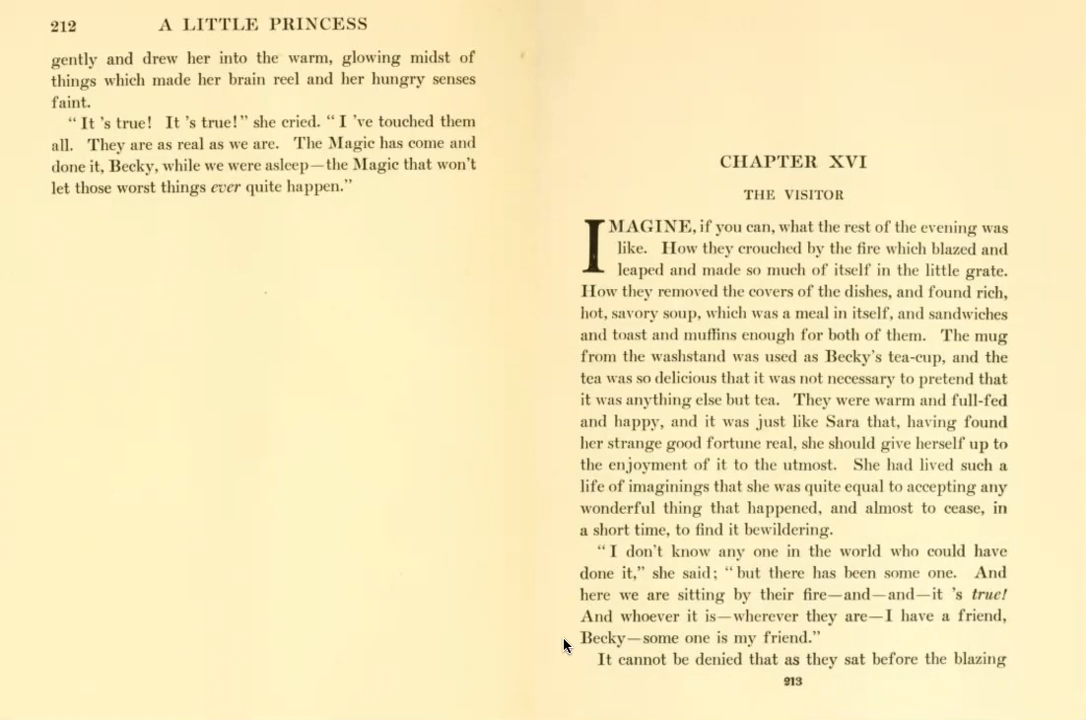 212
A LITTLE PRINCESS
gently and drew her into the warm, glowing midst of
things which made her brain reel and her hungry senses
faint.
“ It ’s true!  It ’s true!” she cried. “ I ’ve touched them
all.  They are as real as we are.  The Magic has come and
done it, Becky, while we were asleep—the Magic that won’t
let those worst things ever quite happen.”
CHAPTER XVI
THE VISITOR
IMAGINE, if you can, what the rest of the evening was
like.  How they crouched by the fire which blazed and
leaped and made so much of itself in the little grate.
How they removed the covers of the dishes, and found rich,
hot, savory soup, which was a meal in itself, and sandwiches
and toast and muffins enough for both of them.  The mug
from the washstand was used as Becky’s tea-cup, and the
tea was so delicious that it was not necessary to pretend that
it was anything else but tea.  They were warm and full-fed
and happy, and it was just like Sara that, having found
her strange good fortune real, she should give herself up to
the enjoyment of it to the utmost.  She had lived such a
life of imaginings that she was quite equal to accepting any
wonderful thing that happened, and almost to cease, in
a short time, to find it bewildering.
“ I don’t know any one in the world who could have
done it,” she said; “ but there has been some one.  And
here we are sitting by their fire—and—and—it ’s true!
And whoever it is—wherever they are—I have a friend,
Becky—some one is my friend.”
It cannot be denied that as they sat before the blazing
213